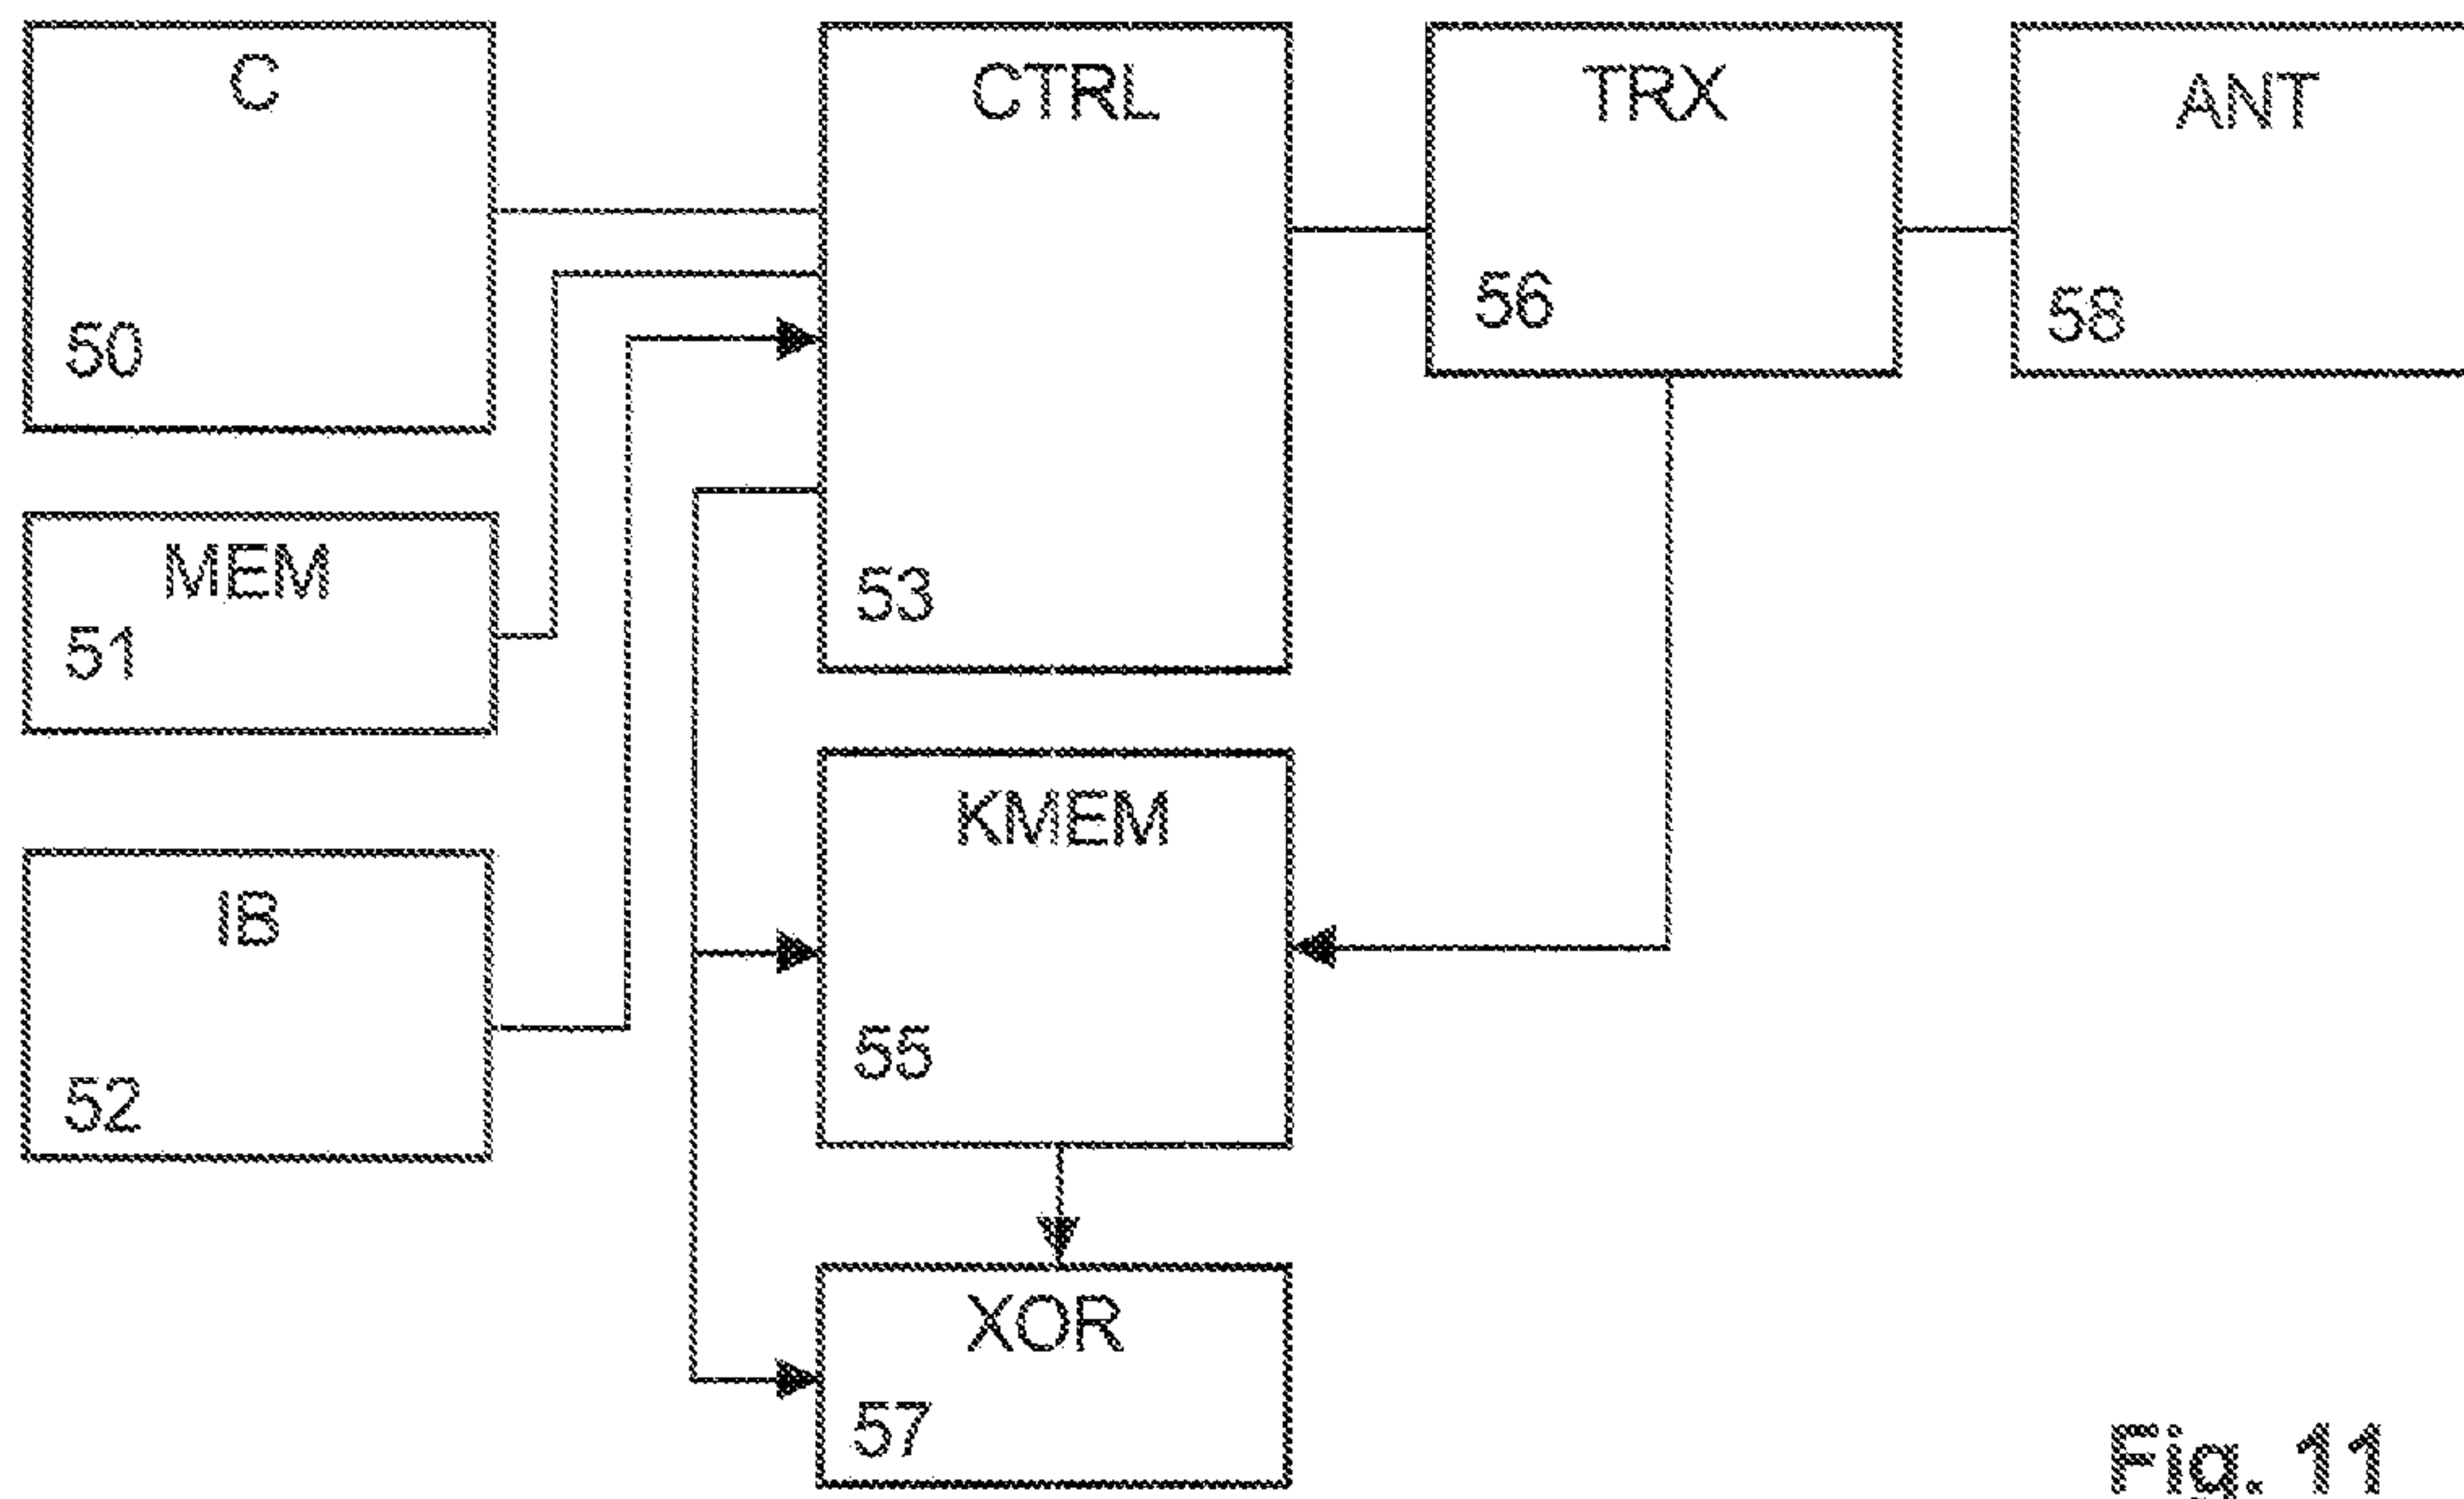 C
50
CTRL
53
TRX
56
ANT
58
MEM
51
IB
52
KMEM
55
XOR
57
Fig. 11